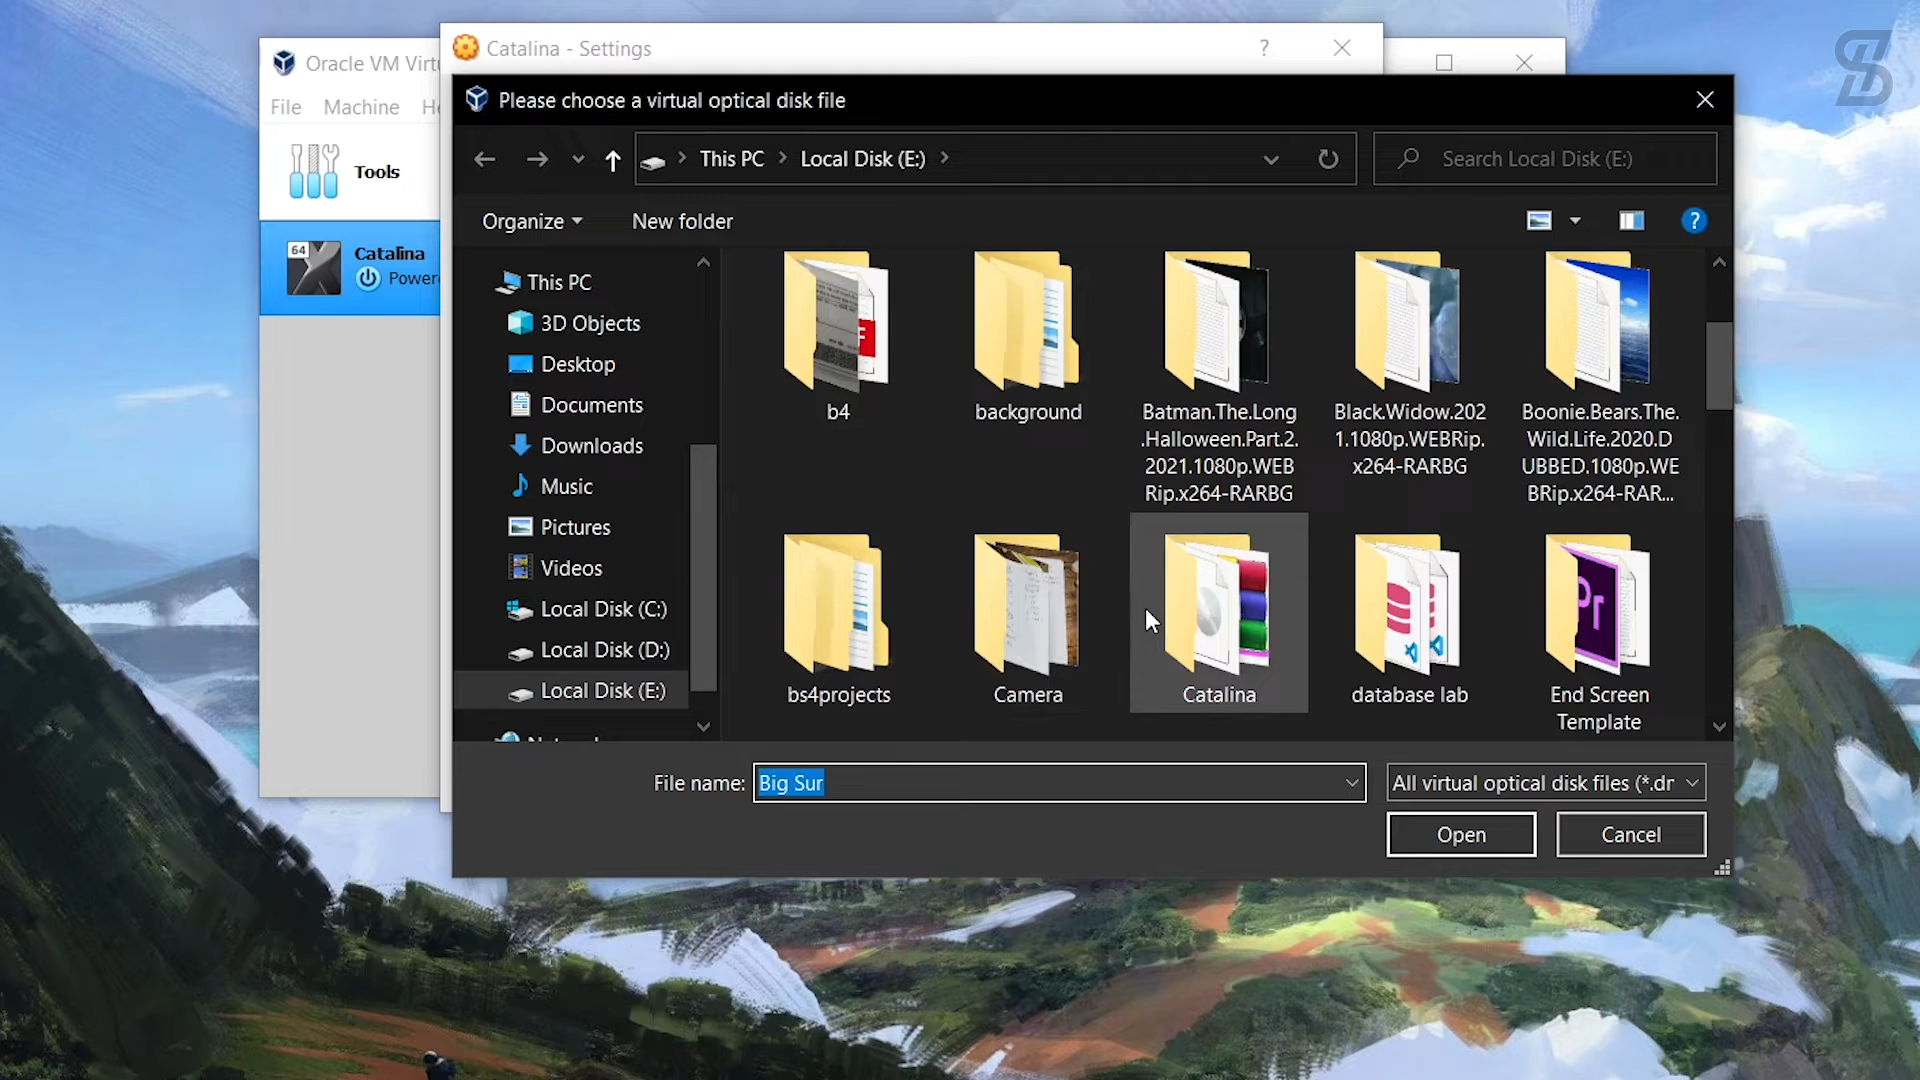 Catalina - Settings
?
Oracle VM Virtu
File Machine He
Please choose a virtual optical disk file
This PC
Local Disk (E:)
Search Local Disk (E:)
Organize
New folder
?
Tools
64
Catalina
Powere
This PC
3D Objects
Desktop
Documents
Downloads
Music
Pictures
Videos
Local Disk (C:)
Local Disk (D:)
Local Disk (E:)
b4
background
Batman.The.Long
.Halloween.Part.2.
2021.1080p.WEB
Rip.x264-RARBG
Black.Widow.202
1.1080p.WEBRip.
x264-RARBG
Boonie.Bears.The.
Wild.Life.2020.D
UBBED.1080p.WE
BRip.x264-RAR...
bs4projects
Camera
Catalina
database lab
Pr
End Screen
Template
File name:
Big Sur
All virtual optical disk files (*.dr
Open
Cancel